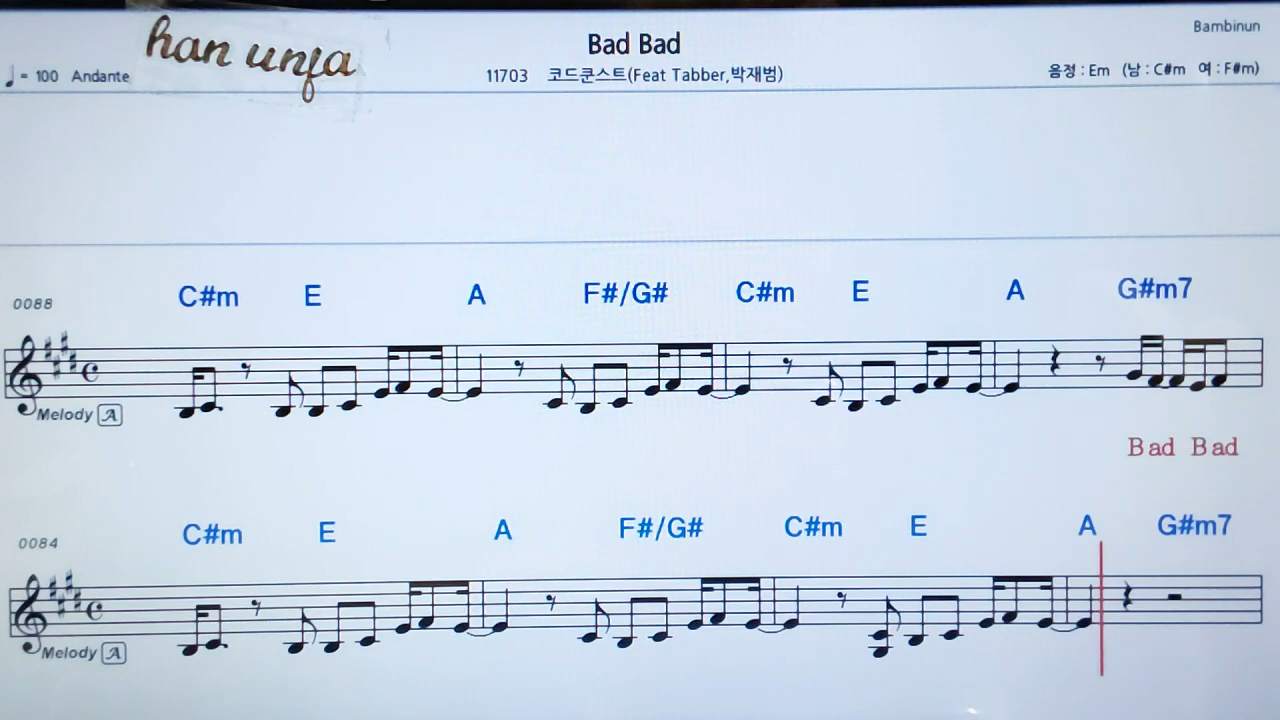 han unja
Bad Bad
Bambinun
♩= 100 Andante
11703 코드쿤스트(Feat Tabber,박재범)
음정 : Em (남 : C#m 여 : F#m)
0088 C#m E A F#/G# C#m E A G#m7
Melody A
Bad Bad
0084 C#m E A F#/G# C#m E A G#m7
Melody A